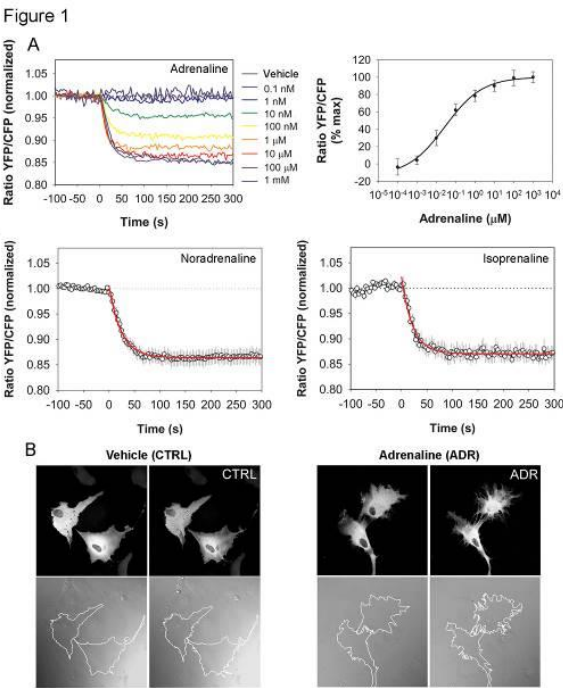 Figure 1
A
Ratio YFP/CFP (normalized)
1.05
1.00
0.95
0.90
0.85
0.80
Adrenaline
Vehicle
0.1 nM
1 nM
10 nM
100 nM
1 µM
10 µM
100 µM
1 mM
-100 -50 0 50 100 150 200 250 300
Time (s)
Ratio YFP/CFP
(% max)
120
100
80
60
40
20
0
-20
10⁻⁵ 10⁻⁴ 10⁻³ 10⁻² 10⁻¹ 10⁰ 10¹ 10² 10³ 10⁴
Adrenaline (µM)
Ratio YFP/CFP (normalized)
1.05
1.00
0.95
0.90
0.85
0.80
Noradrenaline
-100 -50 0 50 100 150 200 250 300
Time (s)
Ratio YFP/CFP (normalized)
1.05
1.00
0.95
0.90
0.85
0.80
Isoprenaline
-100 -50 0 50 100 150 200 250 300
Time (s)
B
Vehicle (CTRL)
CTRL
Adrenaline (ADR)
ADR